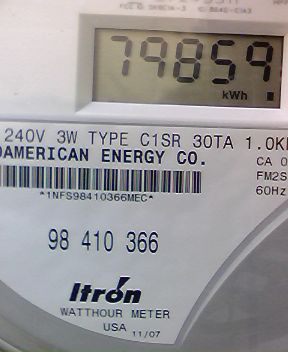 79859
kWh
240V 3W TYPE C1SR 30TA 1.0
AMERICAN ENERGY CO.
CA 0
FM2S
60Hz
*1NFS98410366MEC*
98 410 366
Itron
WATTHOUR METER
USA 11/07